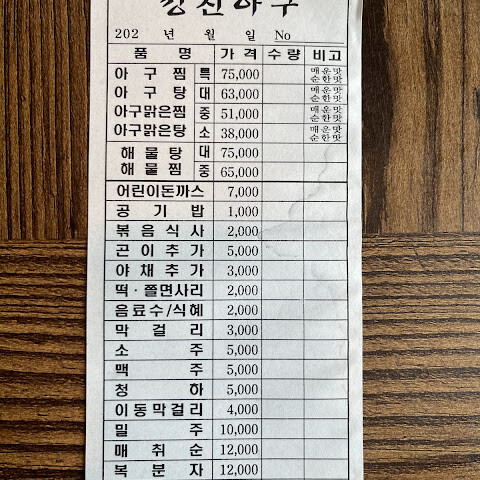 강진아구
202 년 월 일 No
품 명 가 격 수 량 비 고
아 구 찜 특 75,000 매운맛 순한맛
아 구 탕 대 63,000 매운맛 순한맛
아구맑은찜 중 51,000 매운맛 순한맛
아구맑은탕 소 38,000 매운맛 순한맛
해 물 탕 대 75,000
해 물 찜 중 65,000
어린이돈까스 7,000
공 기 밥 1,000
볶 음 식 사 2,000
곤 이 추 가 5,000
야 채 추 가 3,000
떡 · 쫄면사리 2,000
음료수/식혜 2,000
막 걸 리 3,000
소 주 5,000
맥 주 5,000
청 하 5,000
이동막걸리 4,000
밀 주 10,000
매 취 순 12,000
복 분 자 12,000